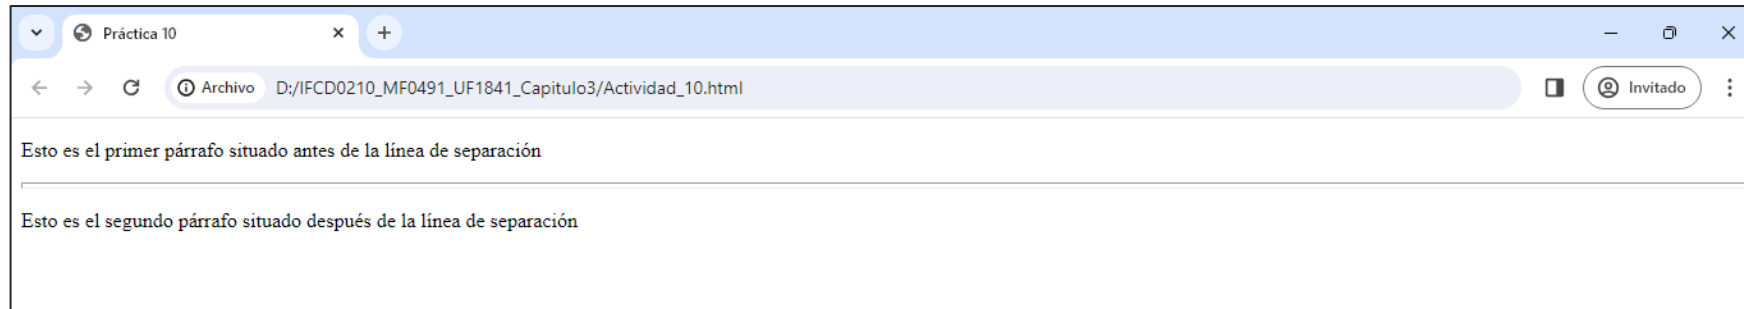 Práctica 10
Archivo D:/IFCD0210_MF0491_UF1841_Capitulo3/Actividad_10.html Invitado
Esto es el primer párrafo situado antes de la línea de separación
Esto es el segundo párrafo situado después de la línea de separación